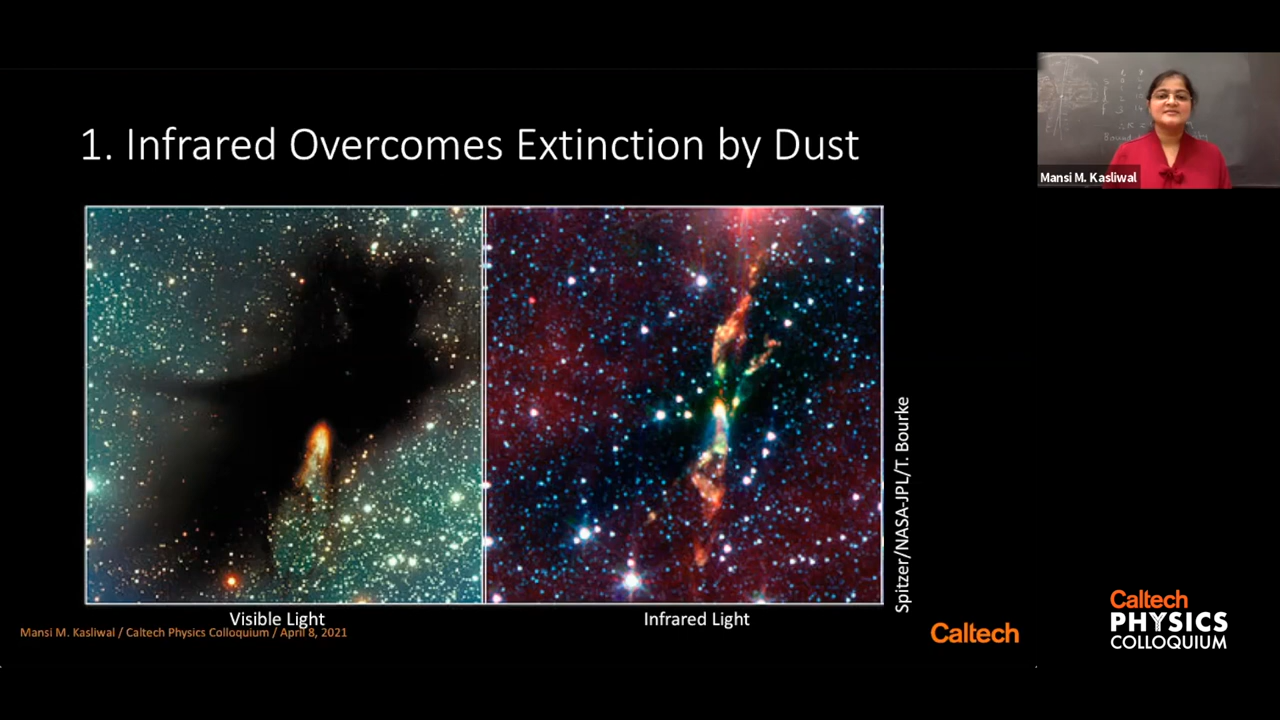 1. Infrared Overcomes Extinction by Dust
Mansi M. Kasliwal
Spitzer/NASA-JPL/T. Bourke
Visible Light
Infrared Light
Mansi M. Kasliwal / Caltech Physics Colloquium / April 8, 2021
Caltech
Caltech
PHYSICS
COLLOQUIUM